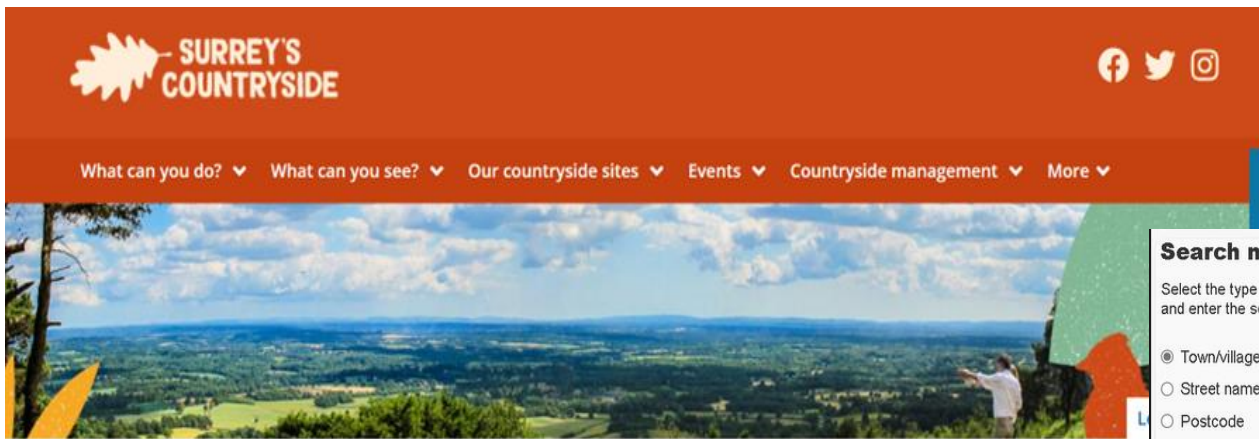 SURREY'S
COUNTRYSIDE
What can you do? What can you see? Our countryside sites Events Countryside management More
Search
Select the type
and enter the
Town/village
Street name
Postcode